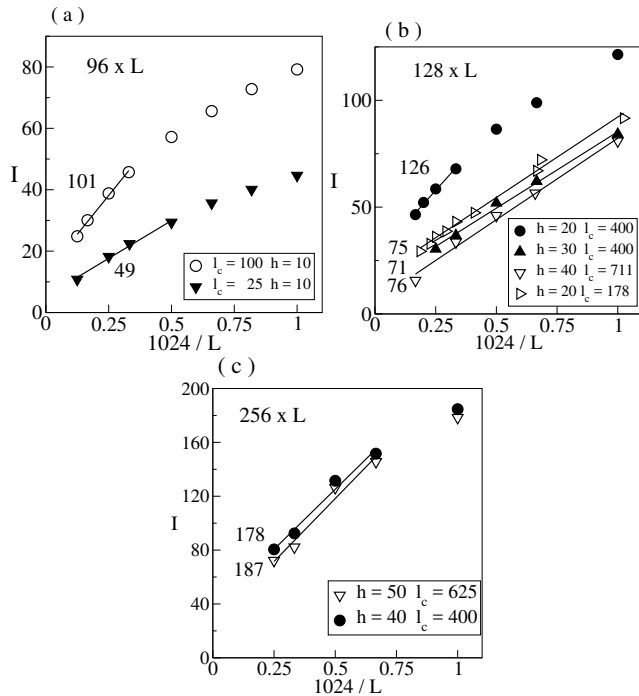 ( a )
96 x L
80
60
40
20
0
I
101
49
l_c = 100 h = 10
l_c = 25 h = 10
0 0.25 0.5 0.75 1
1024 / L
( b )
128 x L
100
50
0
I
126
75
71
76
h = 20 l_c = 400
h = 30 l_c = 400
h = 40 l_c = 711
h = 20 l_c = 178
0 0.25 0.5 0.75 1
1024 / L
( c )
256 x L
200
160
120
80
60
0
I
178
187
h = 50 l_c = 625
h = 40 l_c = 400
0 0.25 0.5 0.75 1
1024 / L